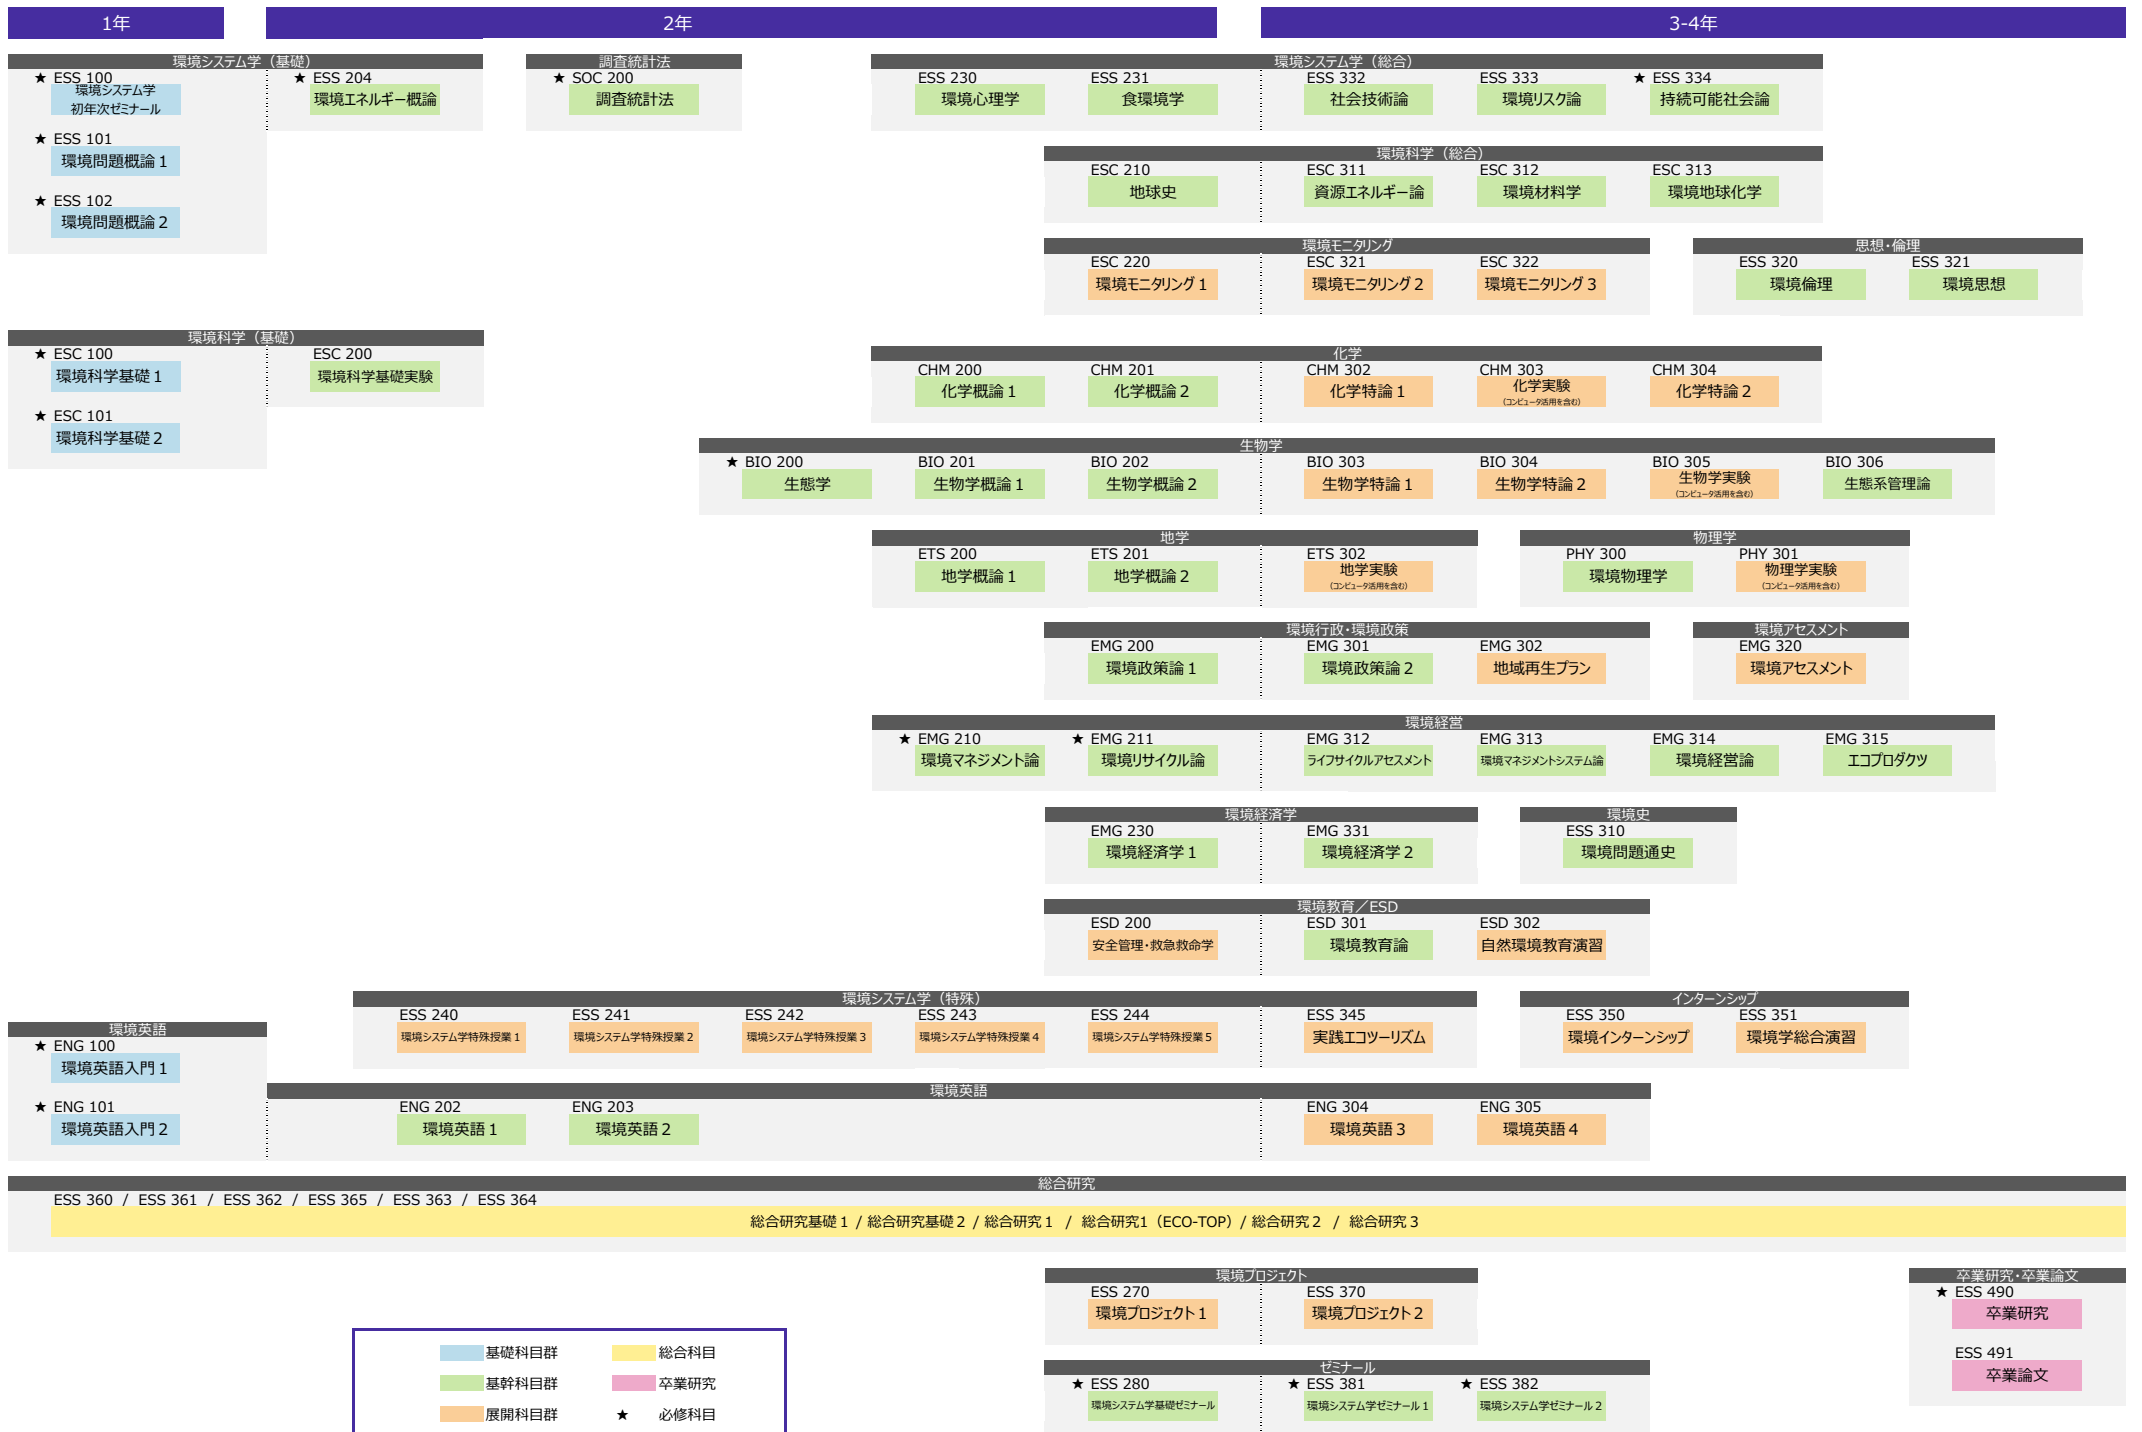 1年
2年
3-4年
環境システム学（基礎）
★ ESS 100
環境システム学
初年次ゼミナール
★ ESS 204
環境エネルギー概論
★ ESS 101
環境問題概論１
★ ESS 102
環境問題概論２
調査統計法
★ SOC 200
調査統計法
環境システム学（総合）
ESS 230
環境心理学
ESS 231
食環境学
ESS 332
社会技術論
ESS 333
環境リスク論
★ ESS 334
持続可能社会論
環境科学（総合）
ESC 210
地球史
ESC 311
資源エネルギー論
ESC 312
環境材料学
ESC 313
環境地球化学
環境モニタリング
ESC 220
環境モニタリング１
ESC 321
環境モニタリング２
ESC 322
環境モニタリング３
思想・倫理
ESS 320
環境倫理
ESS 321
環境思想
環境科学（基礎）
★ ESC 100
環境科学基礎１
ESC 200
環境科学基礎実験
★ ESC 101
環境科学基礎２
化学
CHM 200
化学概論１
CHM 201
化学概論２
CHM 302
化学特論１
CHM 303
化学実験
（コンピュータ活用を含む）
CHM 304
化学特論２
生物学
★ BIO 200
生態学
BIO 201
生物学概論１
BIO 202
生物学概論２
BIO 303
生物学特論１
BIO 304
生物学特論２
BIO 305
生物学実験
（コンピュータ活用を含む）
BIO 306
生態系管理論
地学
ETS 200
地学概論１
ETS 201
地学概論２
ETS 302
地学実験
（コンピュータ活用を含む）
物理学
PHY 300
環境物理学
PHY 301
物理学実験
（コンピュータ活用を含む）
環境行政・環境政策
EMG 200
環境政策論１
EMG 301
環境政策論２
EMG 302
地域再生プラン
環境アセスメント
EMG 320
環境アセスメント
環境経営
★ EMG 210
環境マネジメント論
★ EMG 211
環境リサイクル論
EMG 312
ライフサイクルアセスメント
EMG 313
環境マネジメントシステム論
EMG 314
環境経営論
EMG 315
エコプロダクツ
環境経済学
EMG 230
環境経済学１
EMG 331
環境経済学２
環境史
ESS 310
環境問題通史
環境教育／ESD
ESD 200
安全管理・救急救命学
ESD 301
環境教育論
ESD 302
自然環境教育演習
環境システム学（特殊）
ESS 240
環境システム学特殊授業１
ESS 241
環境システム学特殊授業２
ESS 242
環境システム学特殊授業３
ESS 243
環境システム学特殊授業４
ESS 244
環境システム学特殊授業５
ESS 345
実践エコツーリズム
インターンシップ
ESS 350
環境インターンシップ
ESS 351
環境学総合演習
環境英語
★ ENG 100
環境英語入門１
★ ENG 101
環境英語入門２
環境英語
ENG 202
環境英語１
ENG 203
環境英語２
ENG 304
環境英語３
ENG 305
環境英語４
総合研究
ESS 360 / ESS 361 / ESS 362 / ESS 365 / ESS 363 / ESS 364
総合研究基礎１ / 総合研究基礎２ / 総合研究１ / 総合研究1（ECO-TOP）/ 総合研究２ / 総合研究３
環境プロジェクト
ESS 270
環境プロジェクト１
ESS 370
環境プロジェクト２
卒業研究・卒業論文
★ ESS 490
卒業研究
ESS 491
卒業論文
ゼミナール
★ ESS 280
環境システム学基礎ゼミナール
★ ESS 381
環境システム学ゼミナール１
★ ESS 382
環境システム学ゼミナール２
基礎科目群
総合科目
基幹科目群
卒業研究
展開科目群
★ 必修科目